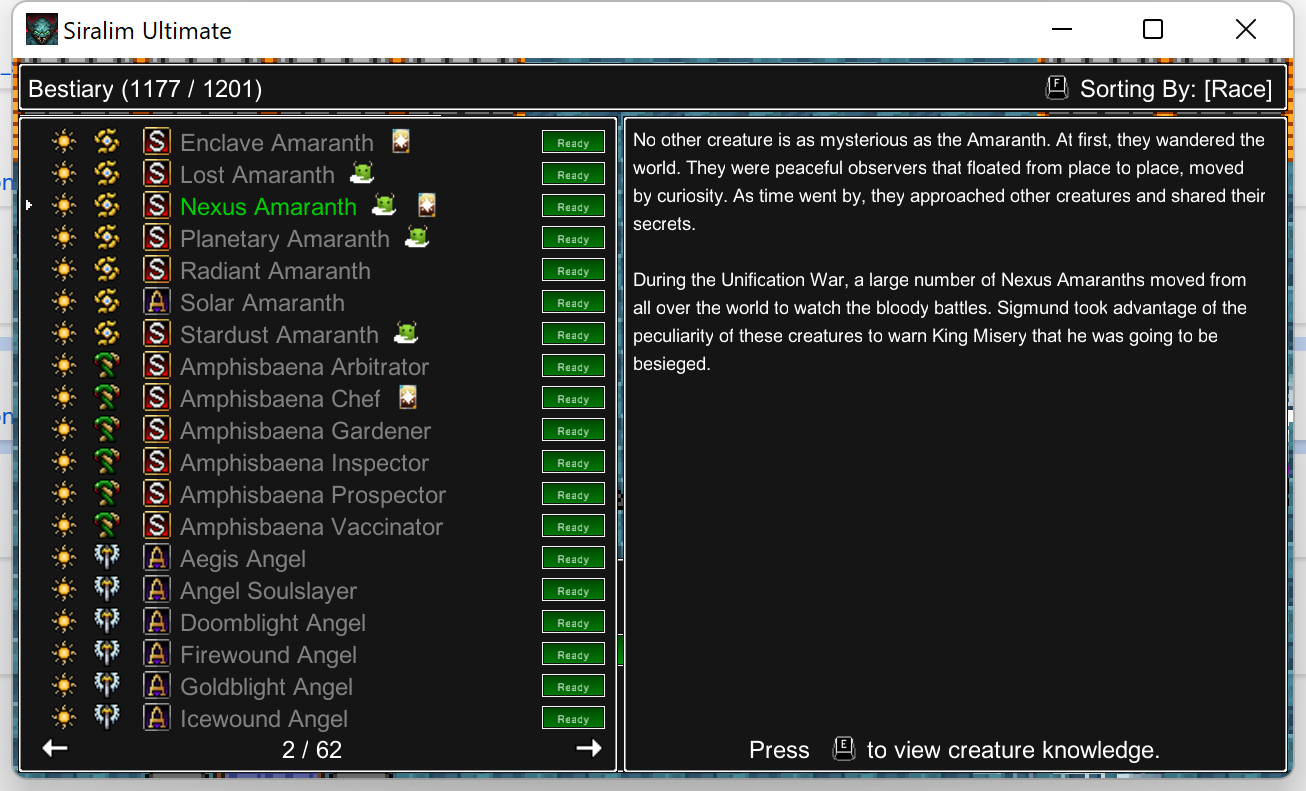 Siralim Ultimate
Bestiary (1177 / 1201)
F Sorting By: [Race]
S Enclave Amaranth Ready
S Lost Amaranth Ready
S Nexus Amaranth Ready
S Planetary Amaranth Ready
S Radiant Amaranth Ready
A Solar Amaranth Ready
S Stardust Amaranth Ready
S Amphisbaena Arbitrator Ready
S Amphisbaena Chef Ready
S Amphisbaena Gardener Ready
S Amphisbaena Inspector Ready
S Amphisbaena Prospector Ready
S Amphisbaena Vaccinator Ready
A Aegis Angel Ready
A Angel Soulslayer Ready
A Doomblight Angel Ready
A Firewound Angel Ready
A Goldblight Angel Ready
A Icewound Angel Ready
2 / 62
No other creature is as mysterious as the Amaranth. At first, they wandered the
world. They were peaceful observers that floated from place to place, moved
by curiosity. As time went by, they approached other creatures and shared their
secrets.
During the Unification War, a large number of Nexus Amaranths moved from
all over the world to watch the bloody battles. Sigmund took advantage of the
peculiarity of these creatures to warn King Misery that he was going to be
besieged.
Press E to view creature knowledge.